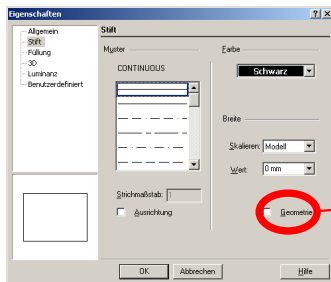 Eigenschaften
Allgemein
Stift
Füllung
3D
Luminanz
Benutzerdefiniert
Stift
Muster
CONTINUOUS
Strichmaßstab: 1
Ausrichtung
Farbe
Schwarz
Breite
Skalieren: Modell
Wert: 0 mm
Geometrie
OK Abbrechen Hilfe